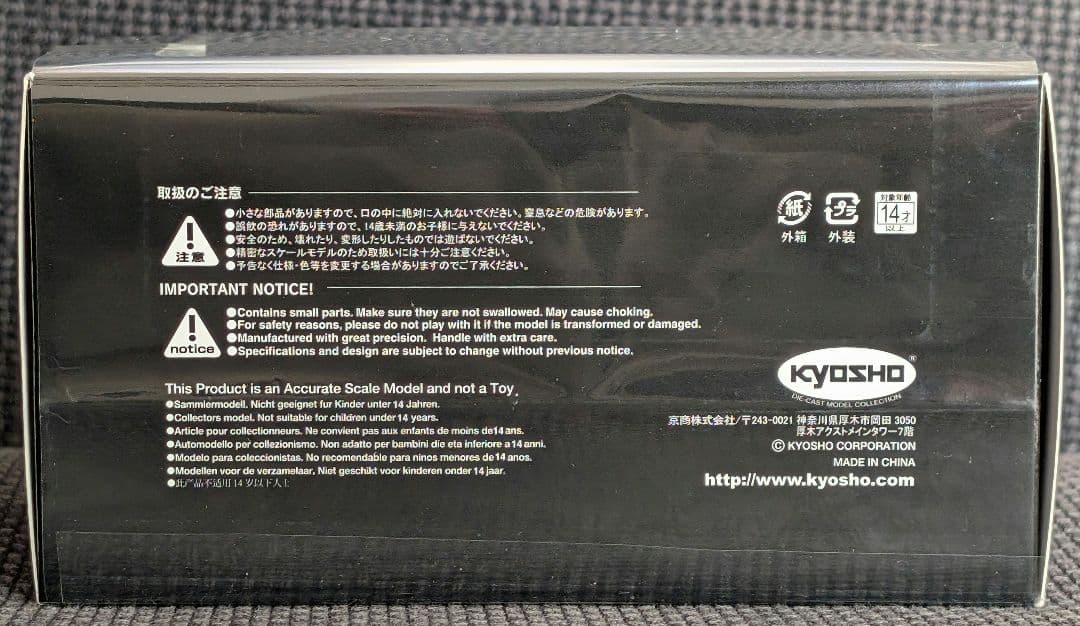 取扱のご注意
注意
●小さな部品がありますので、口の中に絶対に入れないでください。窒息などの危険があります。
●誤飲の恐れがありますので、14歳未満のお子様に与えないでください。
●安全のため、壊れたり、変形したりしたものでは遊ばないでください。
●精密なスケールモデルのため取扱いには十分ご注意ください。
●予告なく仕様・色等を変更する場合がありますのでご了承ください。
紙
外箱
プラ
外装
対象年齢
14才
以上
IMPORTANT NOTICE!
notice
●Contains small parts. Make sure they are not swallowed. May cause choking.
●For safety reasons, please do not play with it if the model is transformed or damaged.
●Manufactured with great precision. Handle with extra care.
●Specifications and design are subject to change without previous notice.
This Product is an Accurate Scale Model and not a Toy.
●Sammlermodell. Nicht geeignet fur Kinder unter 14 Jahren.
●Collectors model. Not suitable for children under 14 years.
●Article pour collectionneurs. Ne convient pas aux enfants de moins de14 ans.
●Automodello per collezionismo. Non adatto per bambini die eta inferiore a 14 anni.
●Modelo para coleccionistas. No recomendable para ninos menores de 14 anos.
●Modellen voor de verzamelaar, Niet geschikt voor kinderen onder 14 jaar.
●此产品不适用14岁以下人士
KYOSHO®
DIE-CAST MODEL COLLECTION
京商株式会社/〒243-0021 神奈川県厚木市岡田 3050
厚木アクストメインタワー7階
© KYOSHO CORPORATION
MADE IN CHINA
http://www.kyosho.com